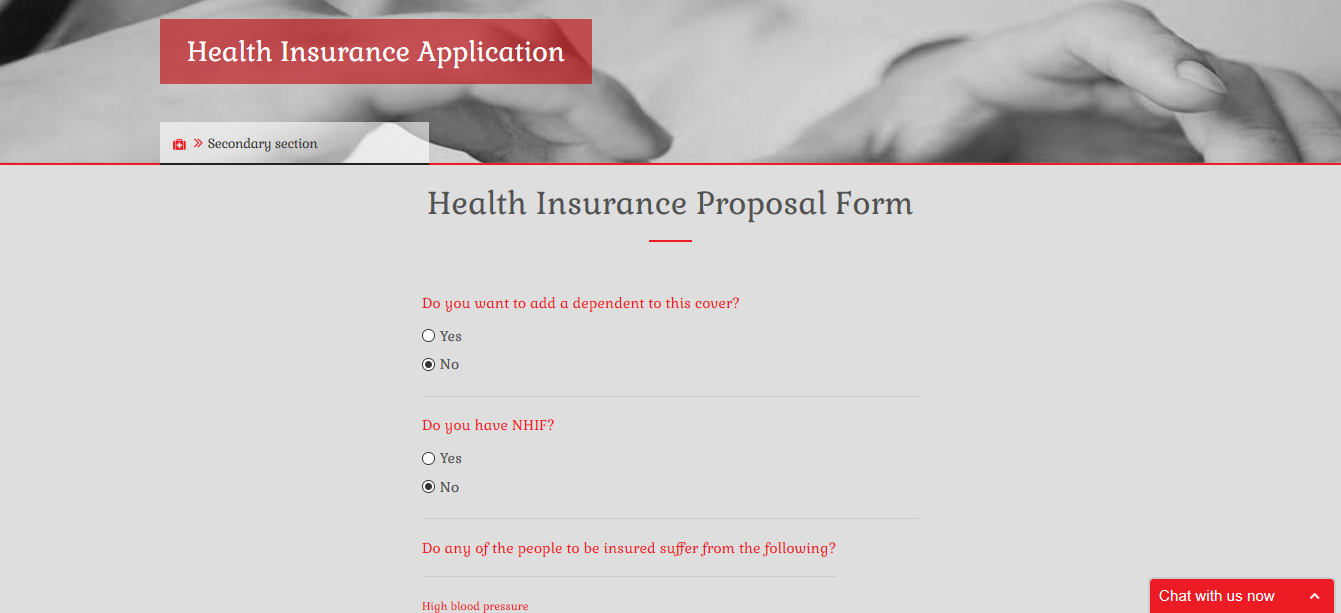 Health Insurance Application
Secondary section
Health Insurance Proposal Form
Do you want to add a dependent to this cover?
Yes
No
Do you have NHIF?
Yes
No
Do any of the people to be insured suffer from the following?
High blood pressure
Chat with us now